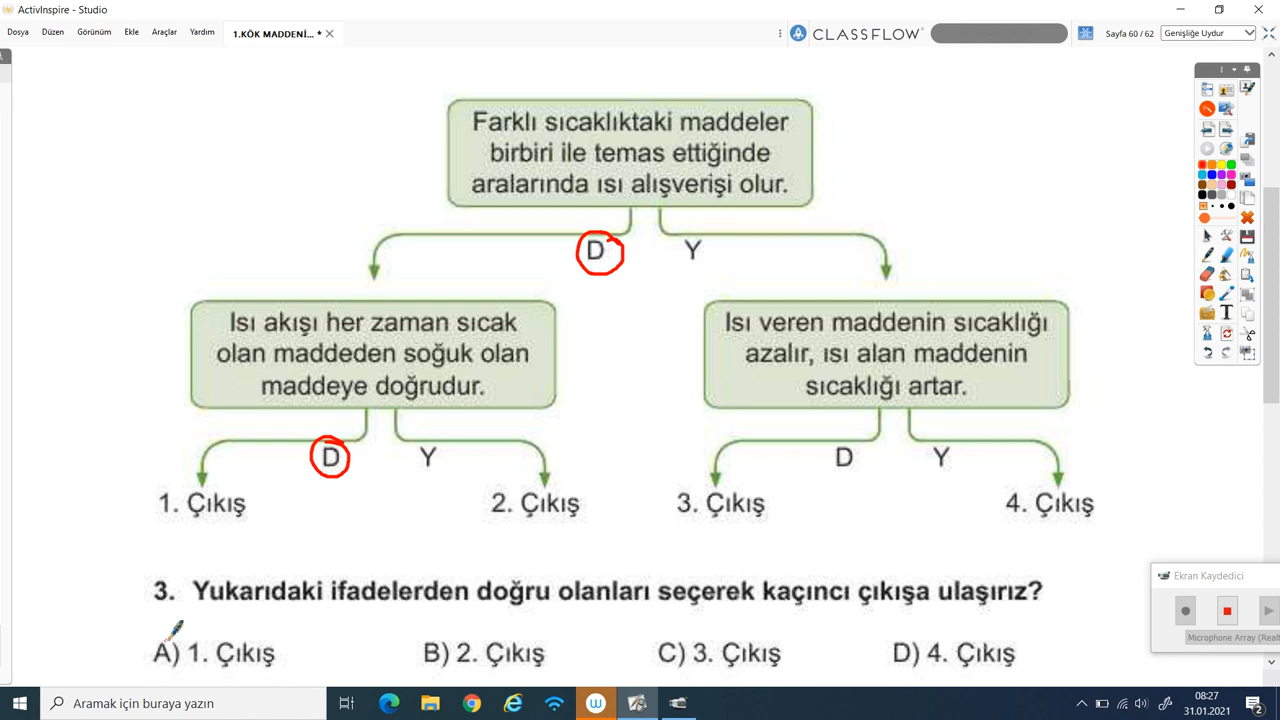 ActivInspire - Studio
Dosya Düzen Görünüm Ekle Araçlar Yardım
1.KÖK MADDENİ... *
CLASSFLOW
Sayfa 60 / 62
Genişliğe Uydur
Farklı sıcaklıktaki maddeler
birbiri ile temas ettiğinde
aralarında ısı alışverişi olur.
D Y
Isı akışı her zaman sıcak
olan maddeden soğuk olan
maddeye doğrudur.
Isı veren maddenin sıcaklığı
azalır, ısı alan maddenin
sıcaklığı artar.
D Y
D Y
1. Çıkış 2. Çıkış 3. Çıkış 4. Çıkış
3. Yukarıdaki ifadelerden doğru olanları seçerek kaçıncı çıkışa ulaşırız?
A) 1. Çıkış B) 2. Çıkış C) 3. Çıkış D) 4. Çıkış
T
Ekran Kaydedici
Microphone Array (Realt
Aramak için buraya yazın
W
08:27
31.01.2021
2